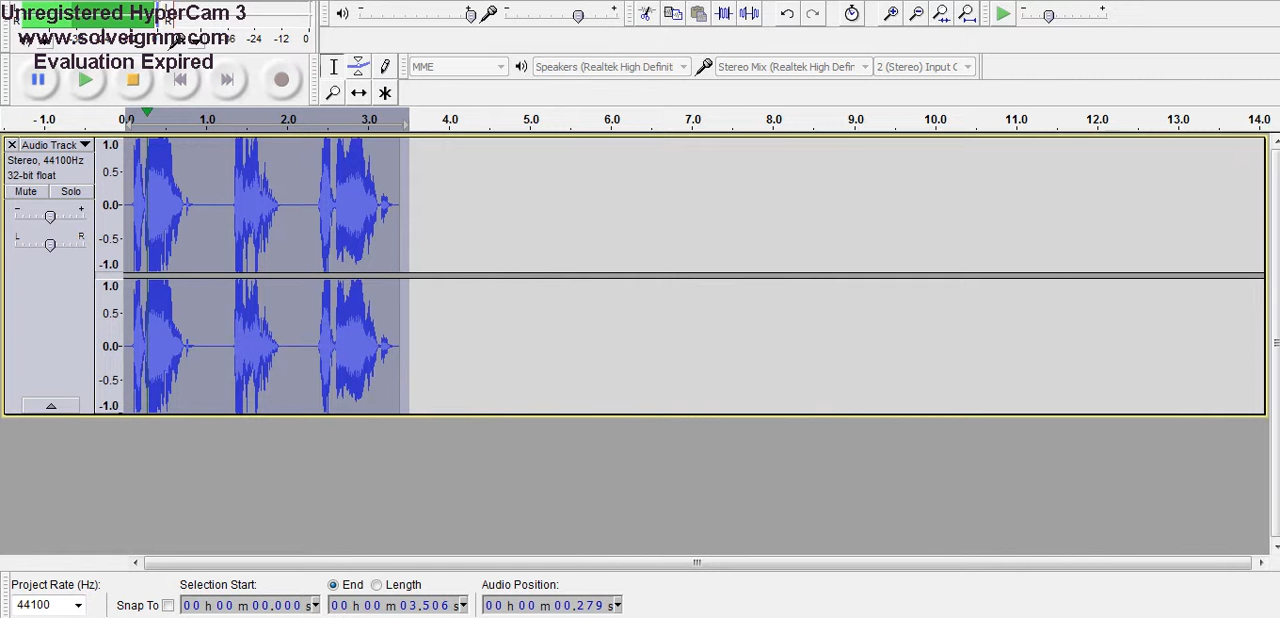 Unregistered HyperCam 3
www.solveigmm.com
Evaluation Expired
R
-24 -12 0
MME
Speakers (Realtek High Definit
Stereo Mix (Realtek High Defin
2 (Stereo) Input C
- 1.0 0.0 1.0 2.0 3.0 4.0 5.0 6.0 7.0 8.0 9.0 10.0 11.0 12.0 13.0 14.0
Audio Track
Stereo, 44100Hz
32-bit float
Mute Solo
- +
L R
1.0
0.5
0.0
-0.5
-1.0
1.0
0.5
0.0
-0.5
-1.0
Project Rate (Hz):
44100
Snap To
Selection Start:
00 h 00 m 00.000 s
End Length
00 h 00 m 03.506 s
Audio Position:
00 h 00 m 00.279 s